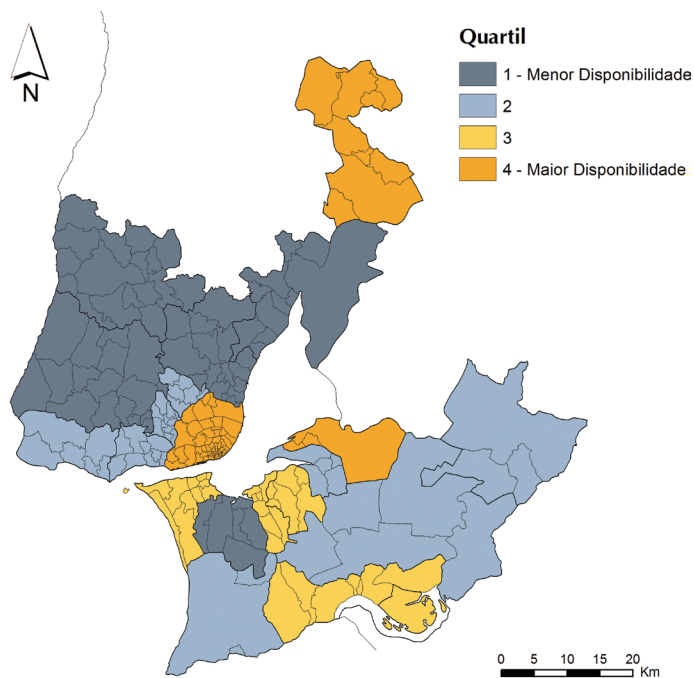 N
Quartil
1 - Menor Disponibilidade
2
3
4 - Maior Disponibilidade
0 5 10 15 20
Km